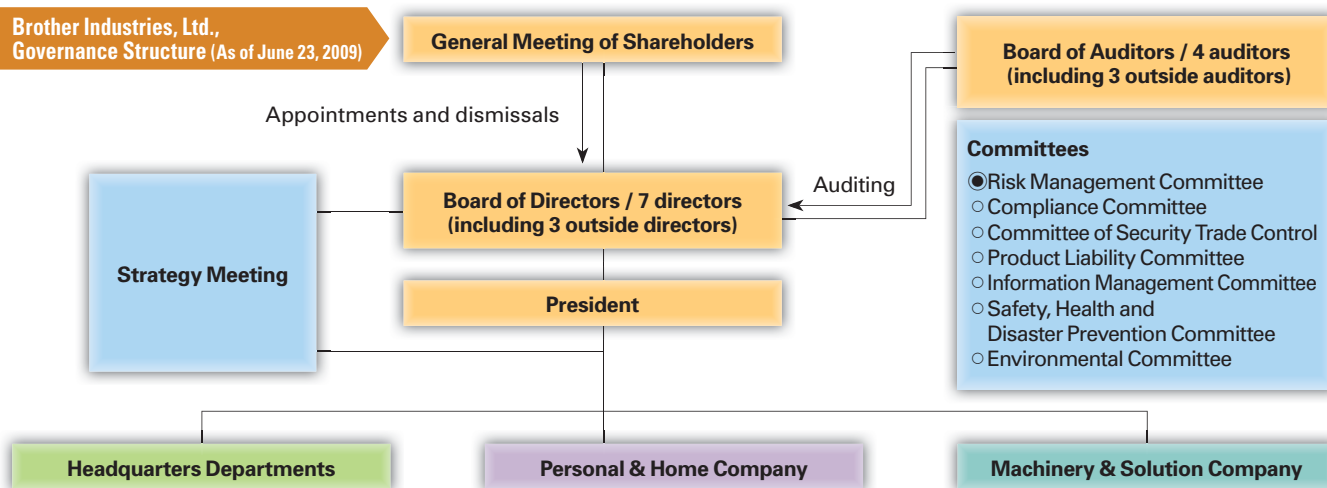 Brother Industries, Ltd.,
Governance Structure (As of June 23, 2009)
General Meeting of Shareholders
Board of Auditors / 4 auditors
(including 3 outside auditors)
Appointments and dismissals
Committees
◉Risk Management Committee
○Compliance Committee
○Committee of Security Trade Control
○Product Liability Committee
○Information Management Committee
○Safety, Health and
Disaster Prevention Committee
○Environmental Committee
Auditing
Board of Directors / 7 directors
(including 3 outside directors)
Strategy Meeting
President
Headquarters Departments
Personal & Home Company
Machinery & Solution Company